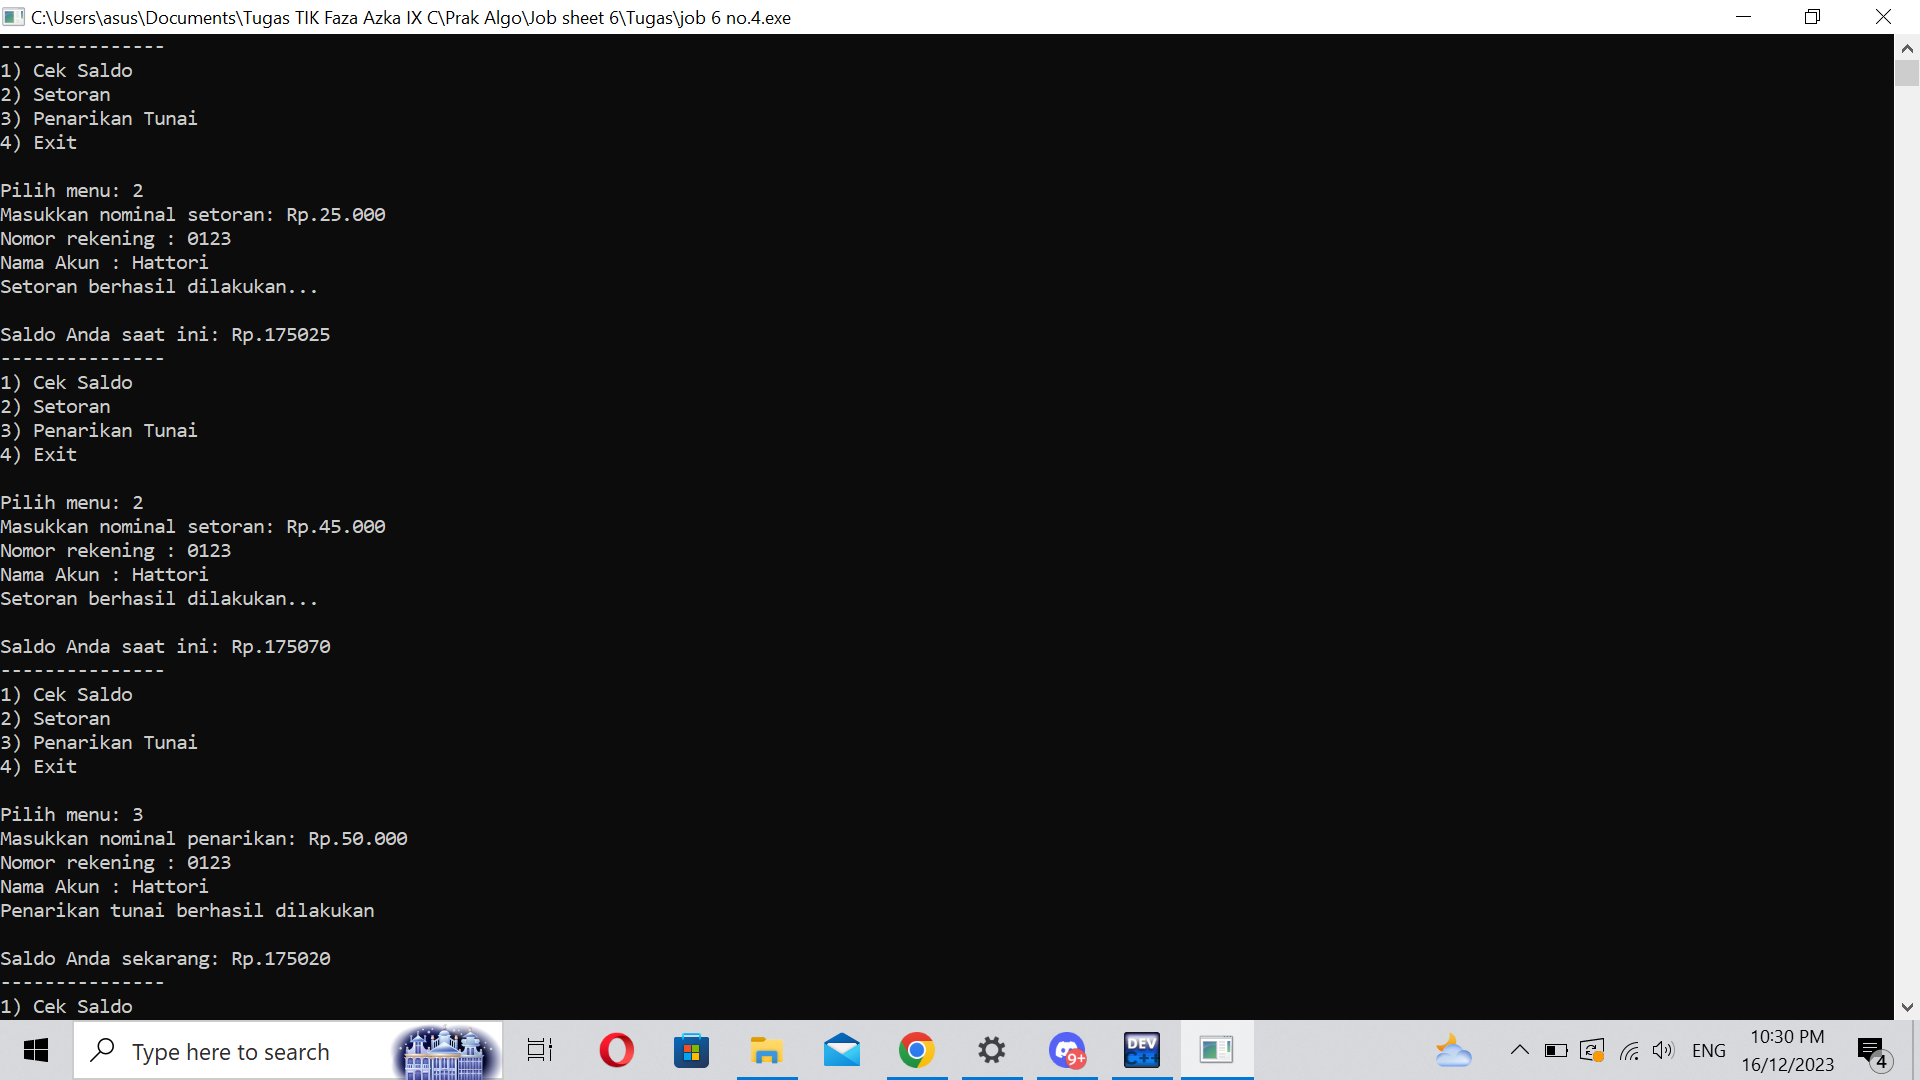 C:\Users\asus\Documents\Tugas TIK Faza Azka IX C\Prak Algo\Job sheet 6\Tugas\job 6 no.4.exe
---------------
1) Cek Saldo
2) Setoran
3) Penarikan Tunai
4) Exit
Pilih menu: 2
Masukkan nominal setoran: Rp.25.000
Nomor rekening : 0123
Nama Akun : Hattori
Setoran berhasil dilakukan...
Saldo Anda saat ini: Rp.175025
---------------
1) Cek Saldo
2) Setoran
3) Penarikan Tunai
4) Exit
Pilih menu: 2
Masukkan nominal setoran: Rp.45.000
Nomor rekening : 0123
Nama Akun : Hattori
Setoran berhasil dilakukan...
Saldo Anda saat ini: Rp.175070
---------------
1) Cek Saldo
2) Setoran
3) Penarikan Tunai
4) Exit
Pilih menu: 3
Masukkan nominal penarikan: Rp.50.000
Nomor rekening : 0123
Nama Akun : Hattori
Penarikan tunai berhasil dilakukan
Saldo Anda sekarang: Rp.175020
---------------
1) Cek Saldo
Type here to search
9+
DEV
C++
ENG
10:30 PM
16/12/2023
4